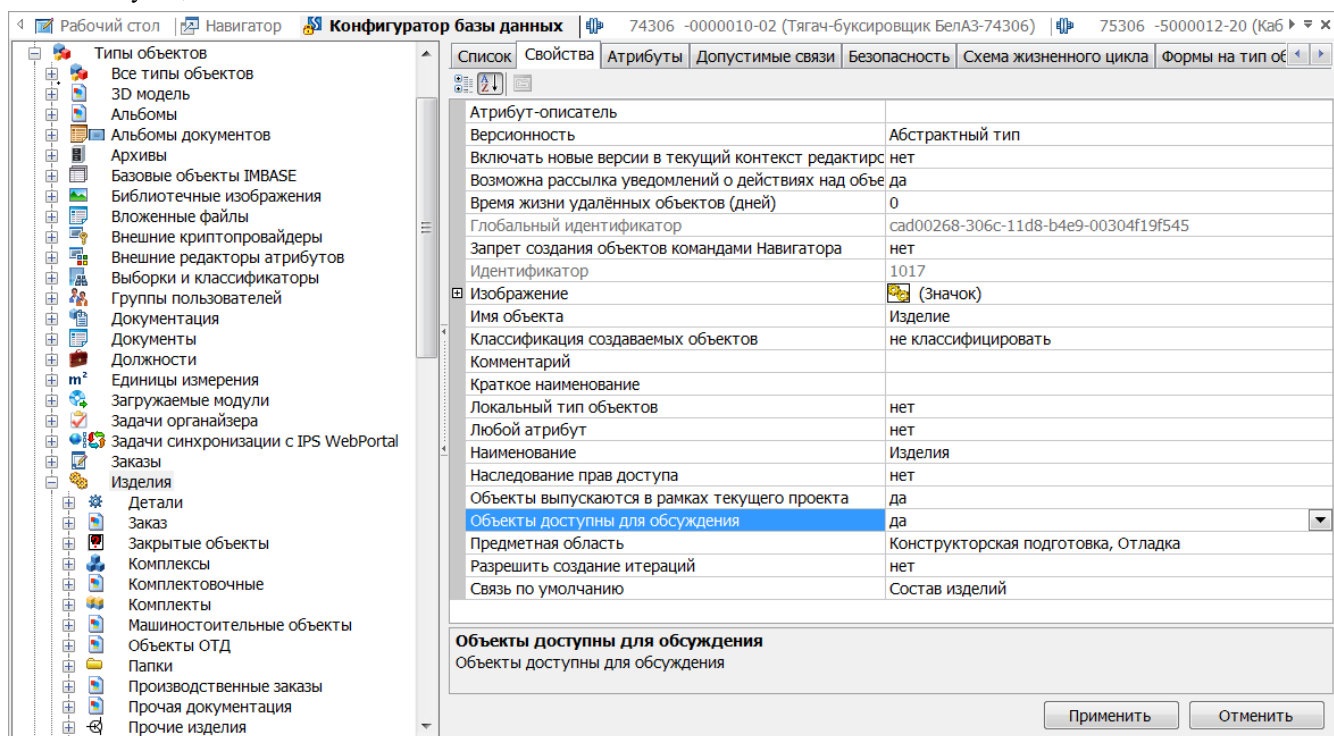 Рабочий стол Навигатор Конфигуратор базы данных 74306 -0000010-02 (Тягач-буксировщик БелАЗ-74306) 75306 -5000012-20 (Каб
Типы объектов
Все типы объектов
3D модель
Альбомы
Альбомы документов
Архивы
Базовые объекты IMBASE
Библиотечные изображения
Вложенные файлы
Внешние криптопровайдеры
Внешние редакторы атрибутов
Выборки и классификаторы
Группы пользователей
Документация
Документы
Должности
Единицы измерения
Загружаемые модули
Задачи органайзера
Задачи синхронизации с IPS WebPortal
Заказы
Изделия
Детали
Заказ
Закрытые объекты
Комплексы
Комплектовочные
Комплекты
Машиностоительные объекты
Объекты ОТД
Папки
Производственные заказы
Прочая документация
Прочие изделия
Список Свойства Атрибуты Допустимые связи Безопасность Схема жизненного цикла Формы на тип об
Атрибут-описатель
Версионность Абстрактный тип
Включать новые версии в текущий контекст редактирс нет
Возможна рассылка уведомлений о действиях над объе да
Время жизни удалённых объектов (дней) 0
Глобальный идентификатор cad00268-306c-11d8-b4e9-00304f19f545
Запрет создания объектов командами Навигатора нет
Идентификатор 1017
Изображение (Значок)
Имя объекта Изделие
Классификация создаваемых объектов не классифицировать
Комментарий
Краткое наименование
Локальный тип объектов нет
Любой атрибут нет
Наименование Изделия
Наследование прав доступа нет
Объекты выпускаются в рамках текущего проекта да
Объекты доступны для обсуждения да
Предметная область Конструкторская подготовка, Отладка
Разрешить создание итераций нет
Связь по умолчанию Состав изделий
Объекты доступны для обсуждения
Объекты доступны для обсуждения
Применить Отменить